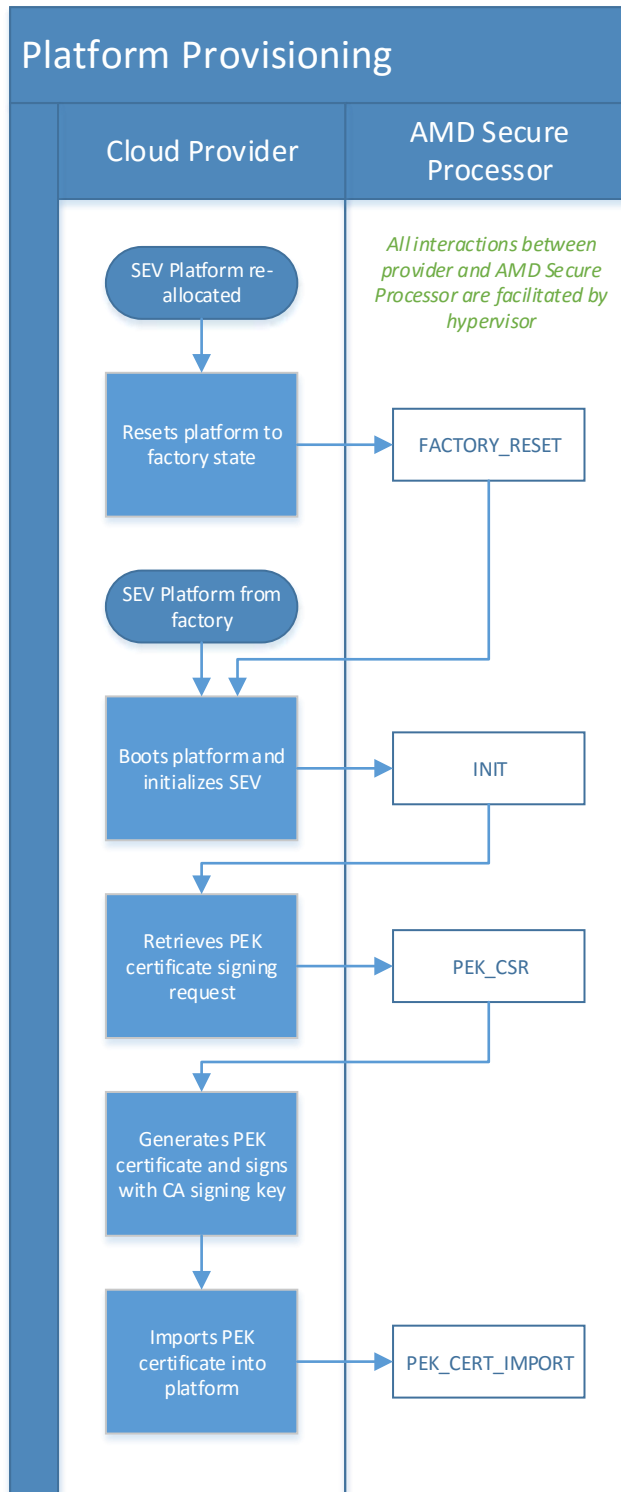 Platform Provisioning
Cloud Provider
AMD Secure
Processor
All interactions between
provider and AMD Secure
Processor are facilitated by
hypervisor
SEV Platform re-
allocated
Resets platform to
factory state
FACTORY_RESET
SEV Platform from
factory
Boots platform and
initializes SEV
INIT
Retrieves PEK
certificate signing
request
PEK_CSR
Generates PEK
certificate and signs
with CA signing key
Imports PEK
certificate into
platform
PEK_CERT_IMPORT